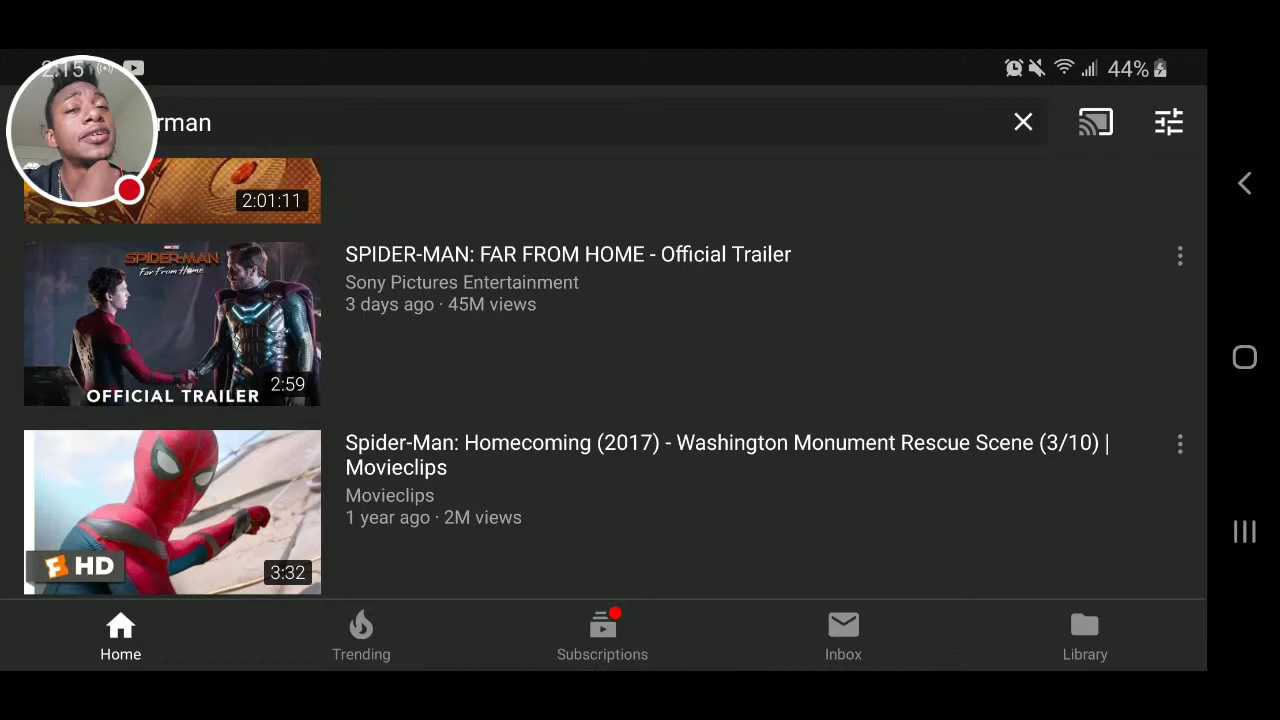 2:15
44%
rman
2:01:11
SPIDER-MAN: FAR FROM HOME - Official Trailer
Sony Pictures Entertainment
3 days ago · 45M views
SPIDER-MAN
Far From Home
OFFICIAL TRAILER
2:59
Spider-Man: Homecoming (2017) - Washington Monument Rescue Scene (3/10) |
Movieclips
Movieclips
1 year ago · 2M views
HD
3:32
Home
Trending
Subscriptions
Inbox
Library